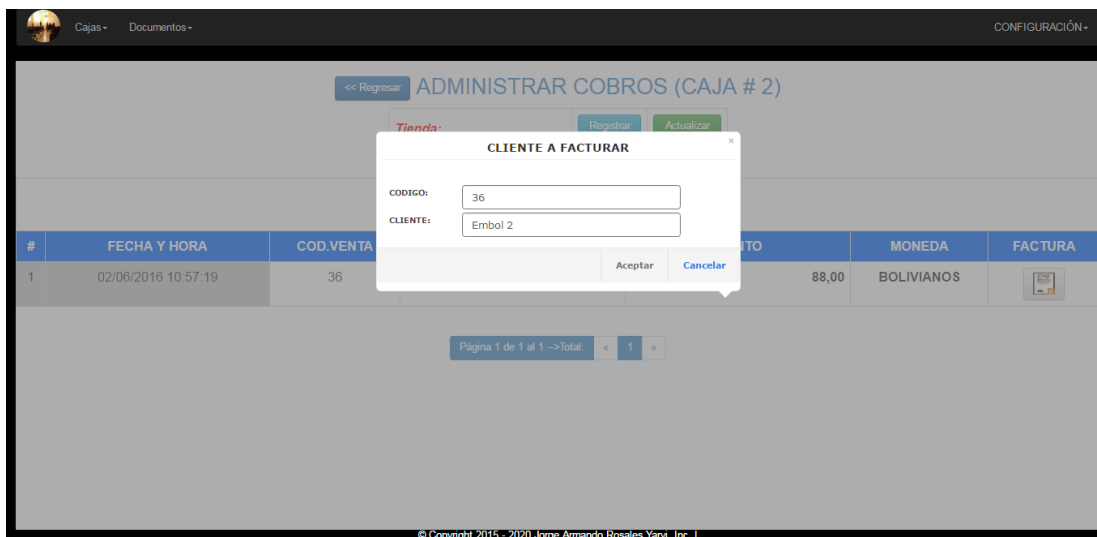 Cajas Documentos CONFIGURACIÓN
<< Regresar ADMINISTRAR COBROS (CAJA # 2)
Tienda: Registrar Actualizar
CLIENTE A FACTURAR ×
CODIGO: 36
CLIENTE: Embol 2
Aceptar Cancelar
# FECHA Y HORA COD.VENTA NTO MONEDA FACTURA
1 02/06/2016 10:57:19 36 88,00 BOLIVIANOS
Página 1 de 1 al 1 -->Total: « 1 »
© Copyright 2015 - 2020 Jorge Armando Rosales Yarvi, Inc. |